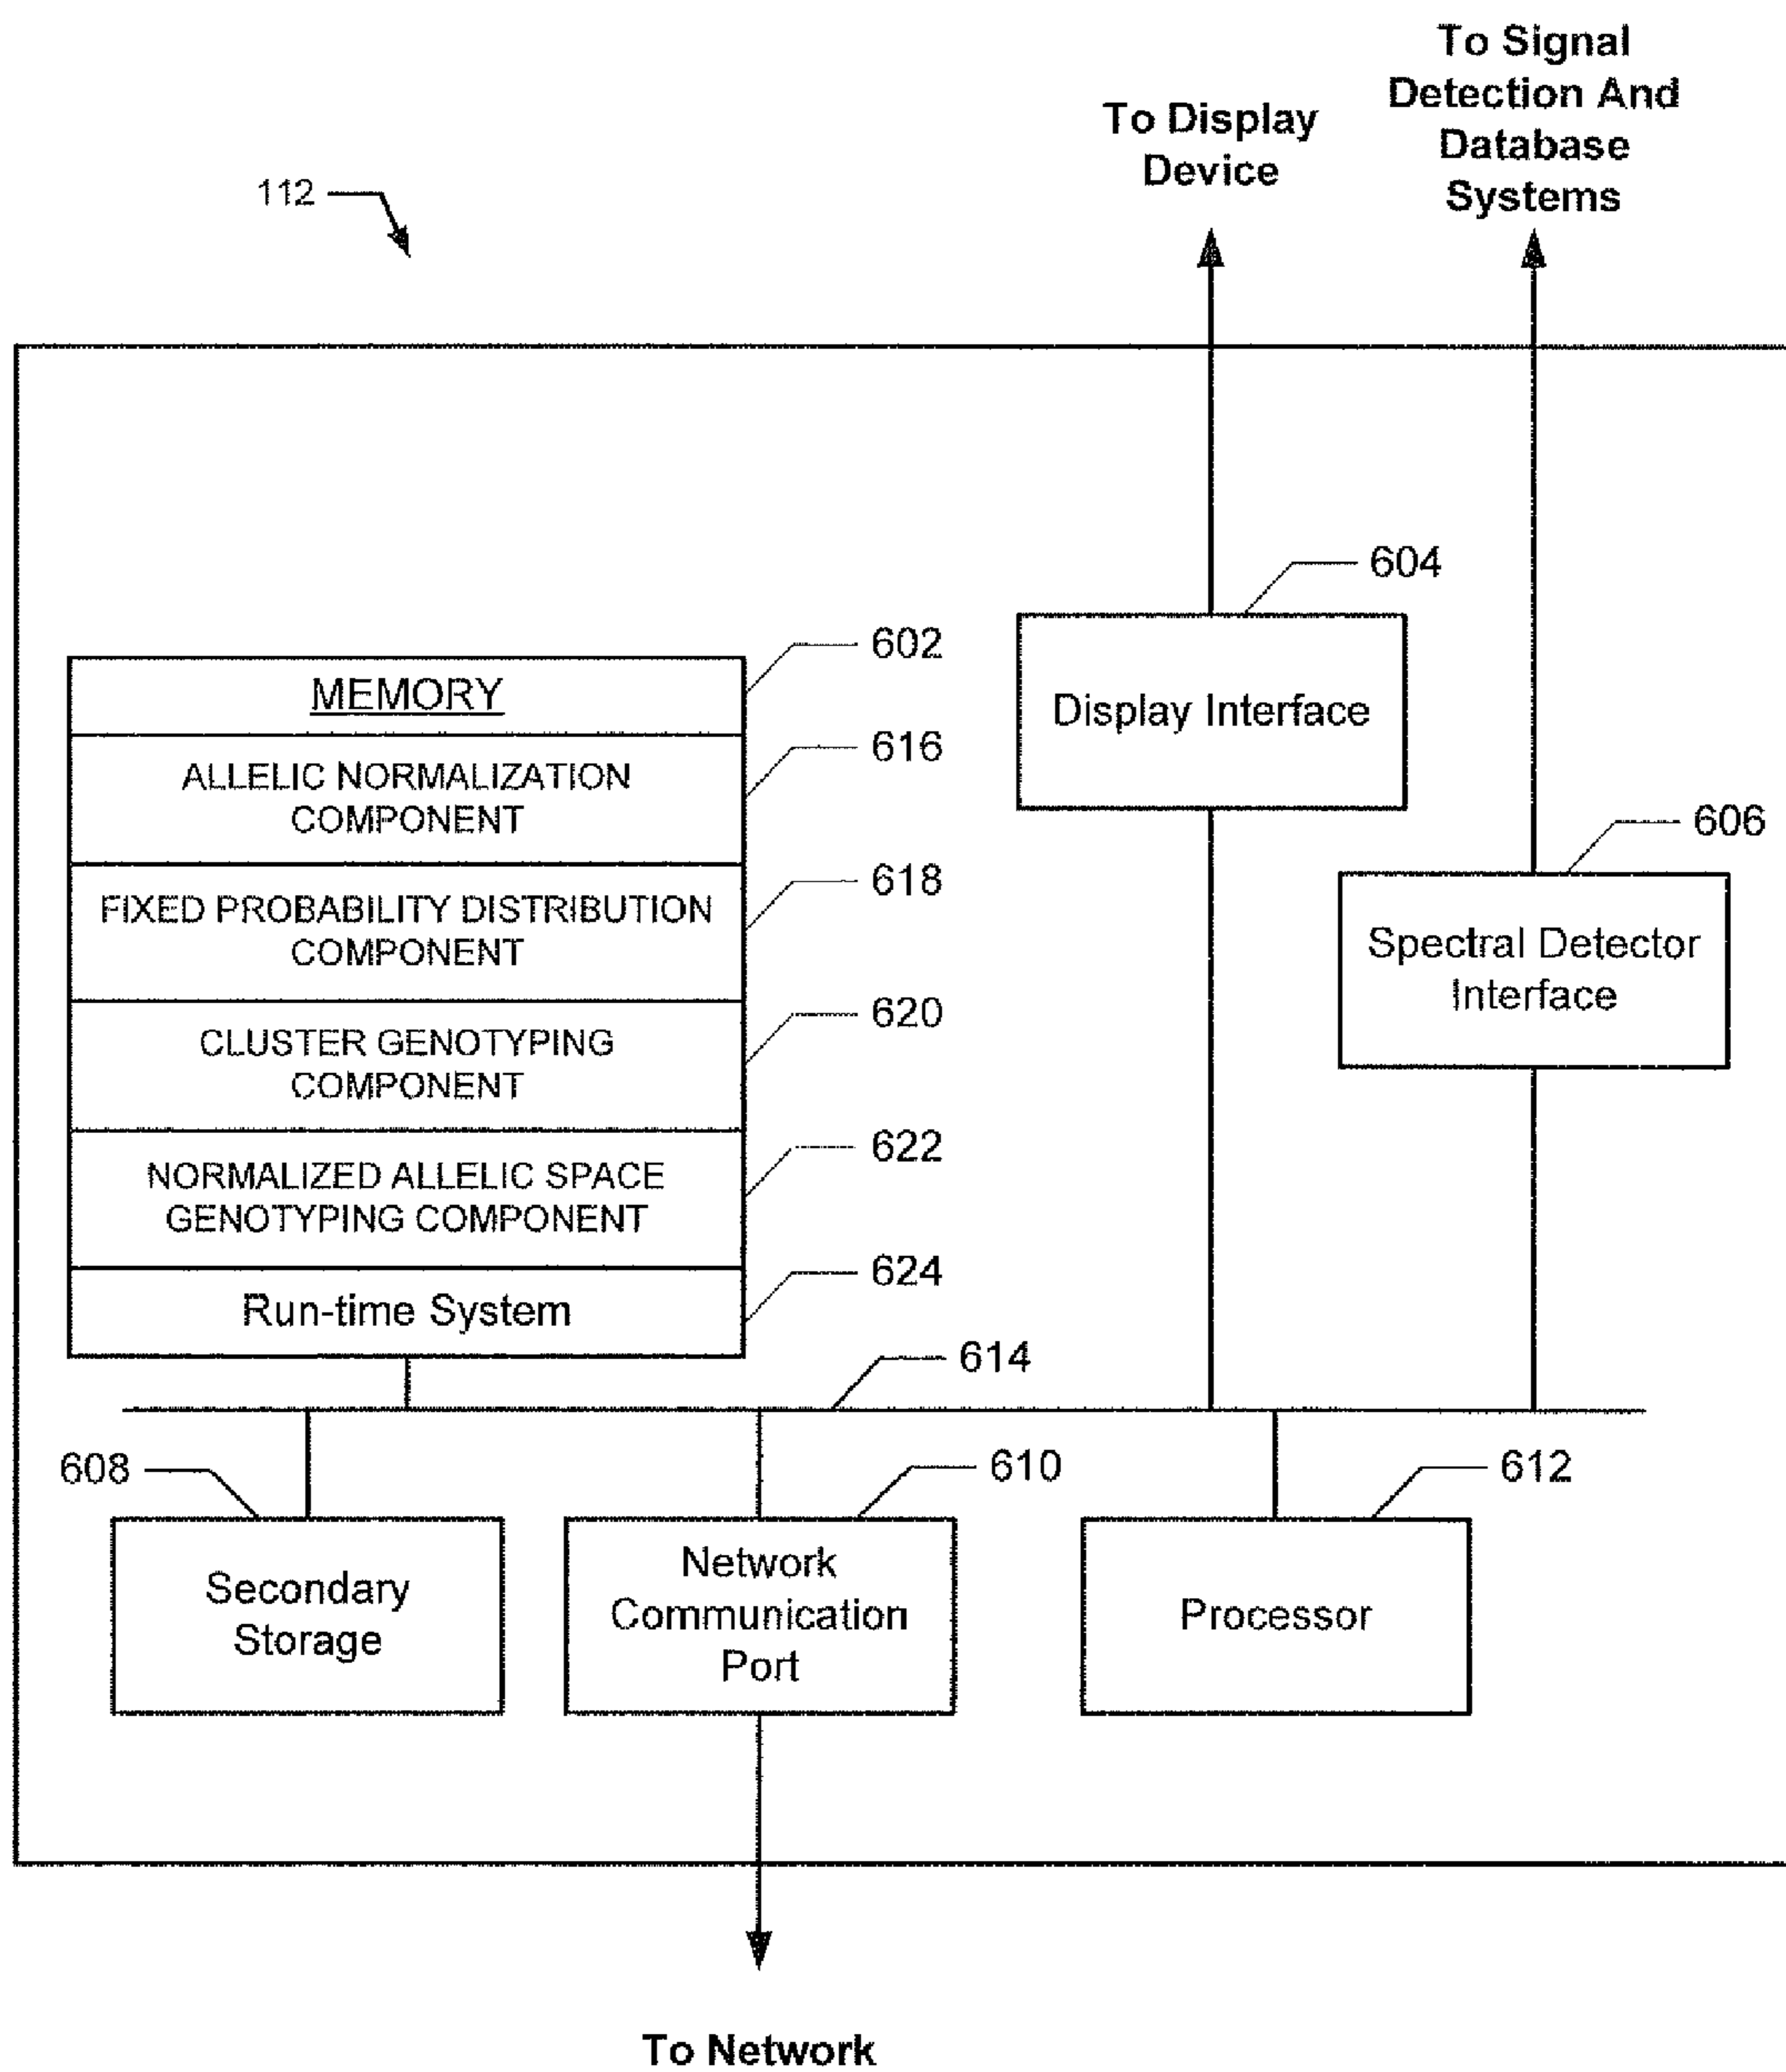 To Signal
Detection And
Database
Systems
To Display
Device
112
604
Display Interface
602
MEMORY
616
ALLELIC NORMALIZATION
COMPONENT
606
Spectral Detector
Interface
618
FIXED PROBABILITY DISTRIBUTION
COMPONENT
620
CLUSTER GENOTYPING
COMPONENT
622
NORMALIZED ALLELIC SPACE
GENOTYPING COMPONENT
624
Run-time System
614
608
610
612
Secondary
Storage
Network
Communication
Port
Processor
To Network